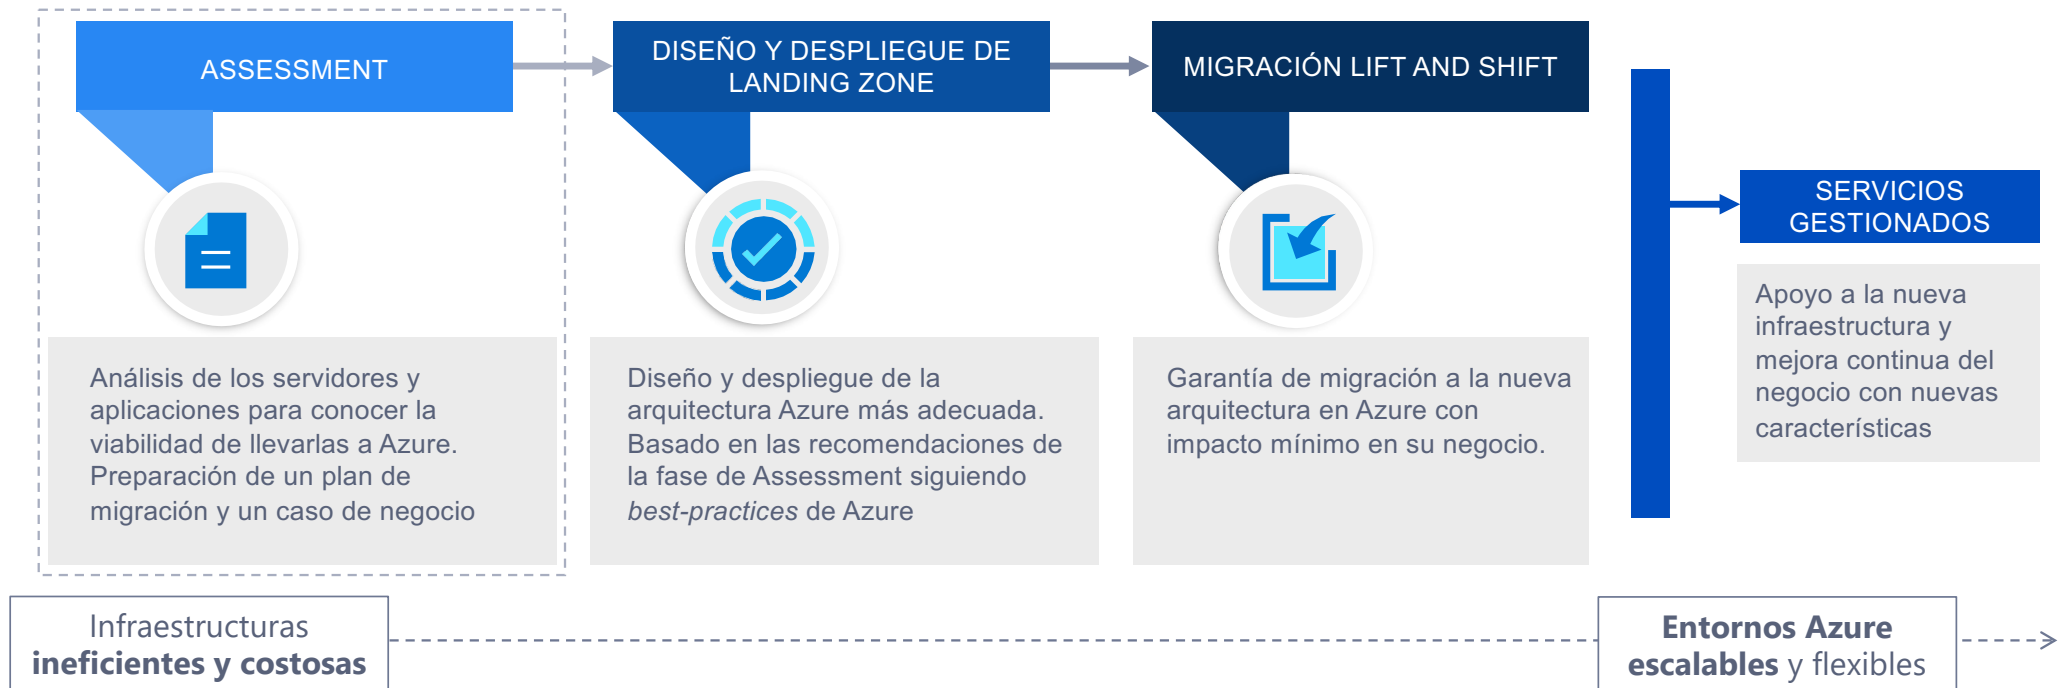 ASSESSMENT
DISEÑO Y DESPLIEGUE DE
LANDING ZONE
MIGRACIÓN LIFT AND SHIFT
SERVICIOS
GESTIONADOS
Análisis de los servidores y
aplicaciones para conocer la
viabilidad de llevarlas a Azure.
Preparación de un plan de
migración y un caso de negocio
Diseño y despliegue de la
arquitectura Azure más adecuada.
Basado en las recomendaciones de
la fase de Assessment siguiendo
best-practices de Azure
Garantía de migración a la nueva
arquitectura en Azure con
impacto mínimo en su negocio.
Apoyo a la nueva
infraestructura y
mejora continua del
negocio con nuevas
características
Infraestructuras
ineficientes y costosas
Entornos Azure
escalables y flexibles